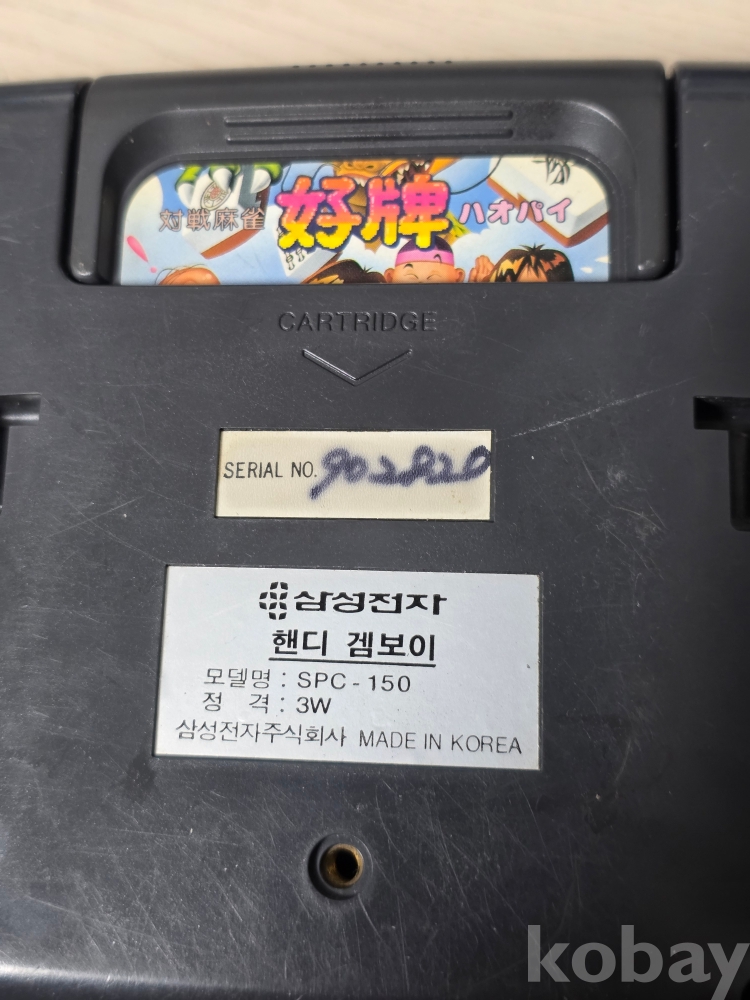 対戦麻雀 好牌 ハオパイ
CARTRIDGE
SERIAL NO. 902820
삼성전자
핸디 겜보이
모델명 : SPC - 150
정 격 : 3W
삼성전자주식회사 MADE IN KOREA
kobay